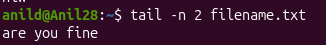 anild@Anil28:~$ tail -n 2 filename.txt
are you fine